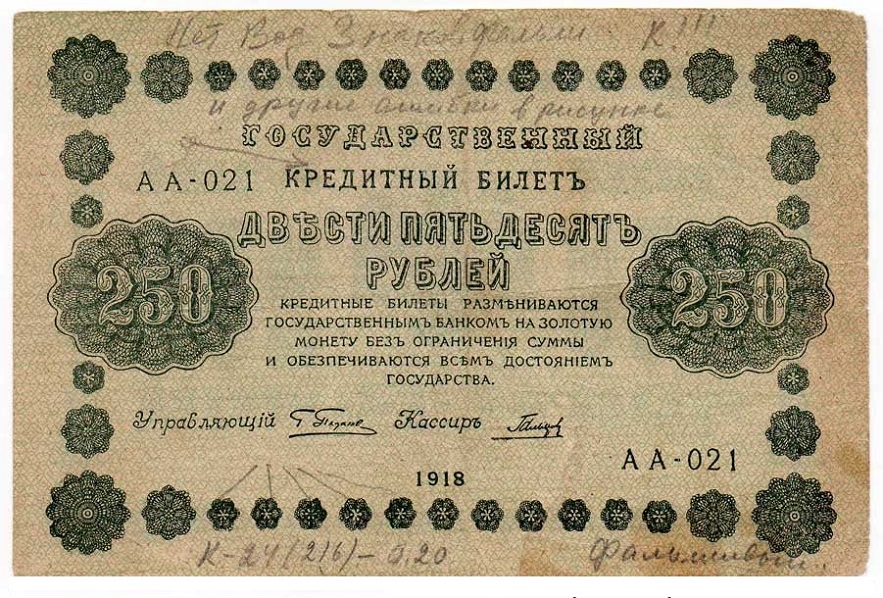 Нет Вод Знаков фальш К!!!
и другие ошибки в рисунке
ГОСУДАРСТВЕННЫЙ
АА-021 КРЕДИТНЫЙ БИЛЕТЪ
ДВѢСТИ ПЯТЬДЕСЯТЪ
РУБЛЕЙ
250 250
КРЕДИТНЫЕ БИЛЕТЫ РАЗМѢНИВАЮТСЯ
ГОСУДАРСТВЕННЫМЪ БАНКОМЪ НА ЗОЛОТУЮ
МОНЕТУ БЕЗЪ ОГРАНИЧЕНІЯ СУММЫ
И ОБЕЗПЕЧИВАЮТСЯ ВСѢМЪ ДОСТОЯНІЕМЪ
ГОСУДАРСТВА.
Управляющій Кассиръ
АА-021
1918
К-24(216)-0.20 Фальшивый..